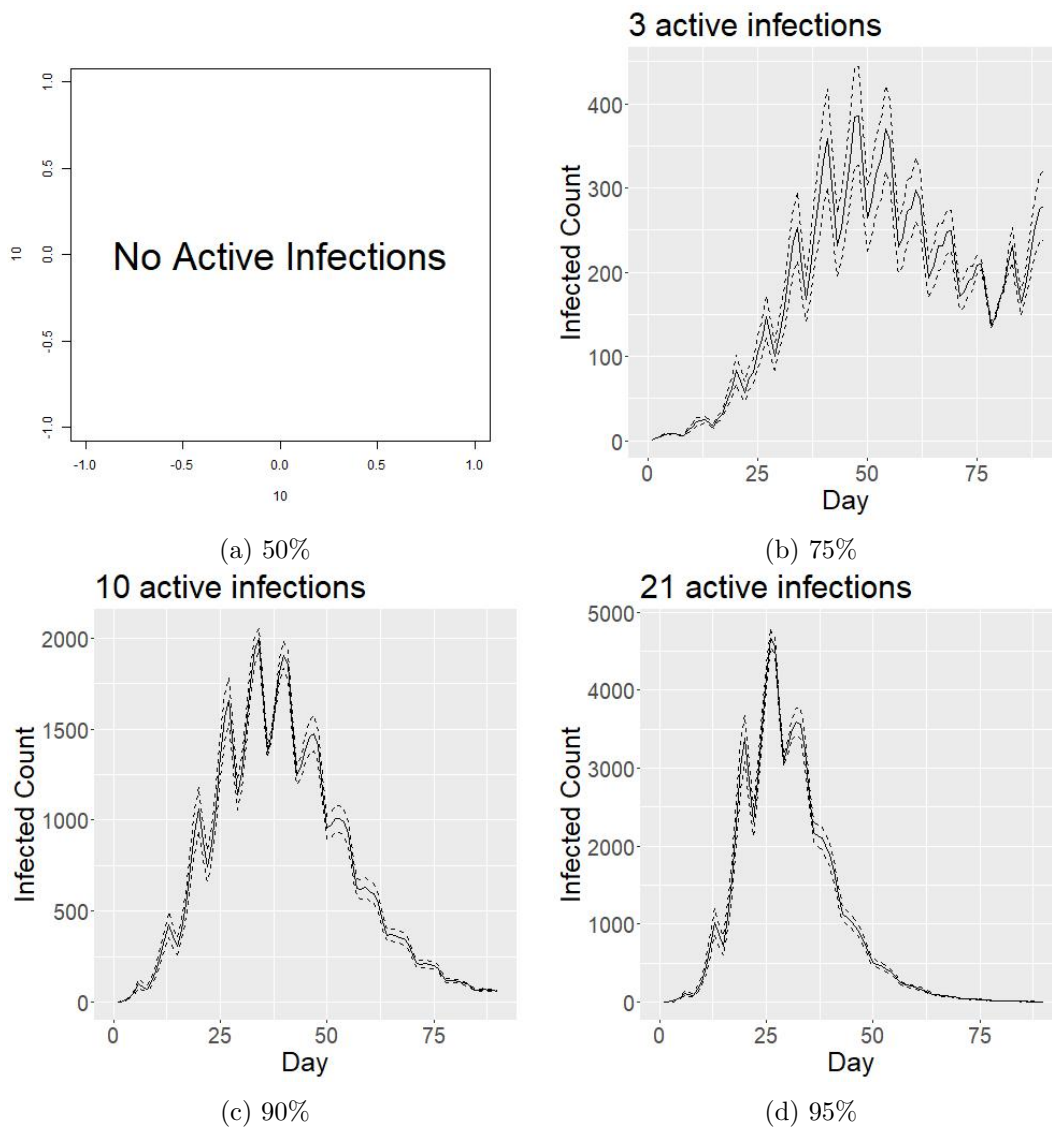 1.0
0.5
0.0
-0.5
-1.0
10
No Active Infections
-1.0 -0.5 0.0 0.5 1.0
10
(a) 50%
3 active infections
400
300
200
100
0
Infected Count
0 25 50 75
Day
(b) 75%
10 active infections
2000
1500
1000
500
0
Infected Count
0 25 50 75
Day
(c) 90%
21 active infections
5000
4000
3000
2000
1000
0
Infected Count
0 25 50 75
Day
(d) 95%